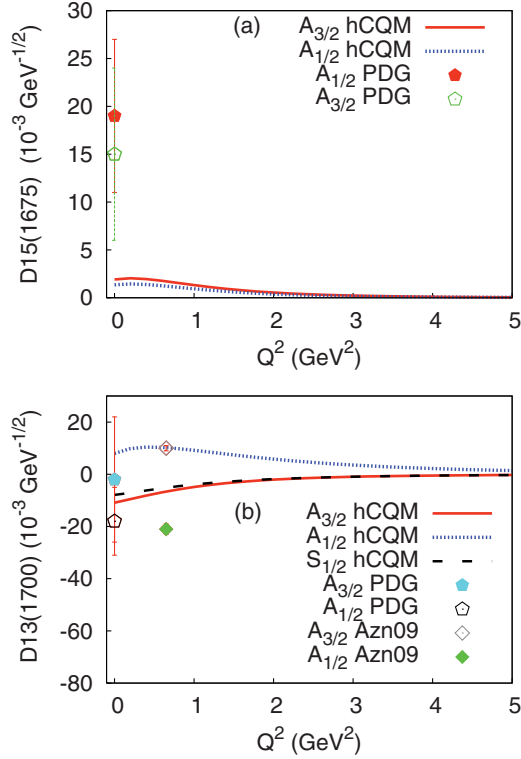 30
25
20
15
10
5
0
D15(1675) (10⁻³ GeV⁻¹/²)
(a)
A3/2 hCQM
A1/2 hCQM
A1/2 PDG
A3/2 PDG
0 1 2 3 4 5
Q² (GeV²)
20
0
-20
-40
-60
-80
D13(1700) (10⁻³ GeV⁻¹/²)
(b)
A3/2 hCQM
A1/2 hCQM
S1/2 hCQM
A3/2 PDG
A1/2 PDG
A3/2 Azn09
A1/2 Azn09
0 1 2 3 4 5
Q² (GeV²)